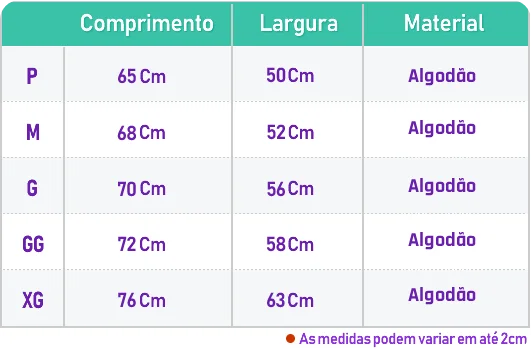 Comprimento Largura Material
P 65 Cm 50 Cm Algodão
M 68 Cm 52 Cm Algodão
G 70 Cm 56 Cm Algodão
GG 72 Cm 58 Cm Algodão
XG 76 Cm 63 Cm Algodão
As medidas podem variar em até 2cm